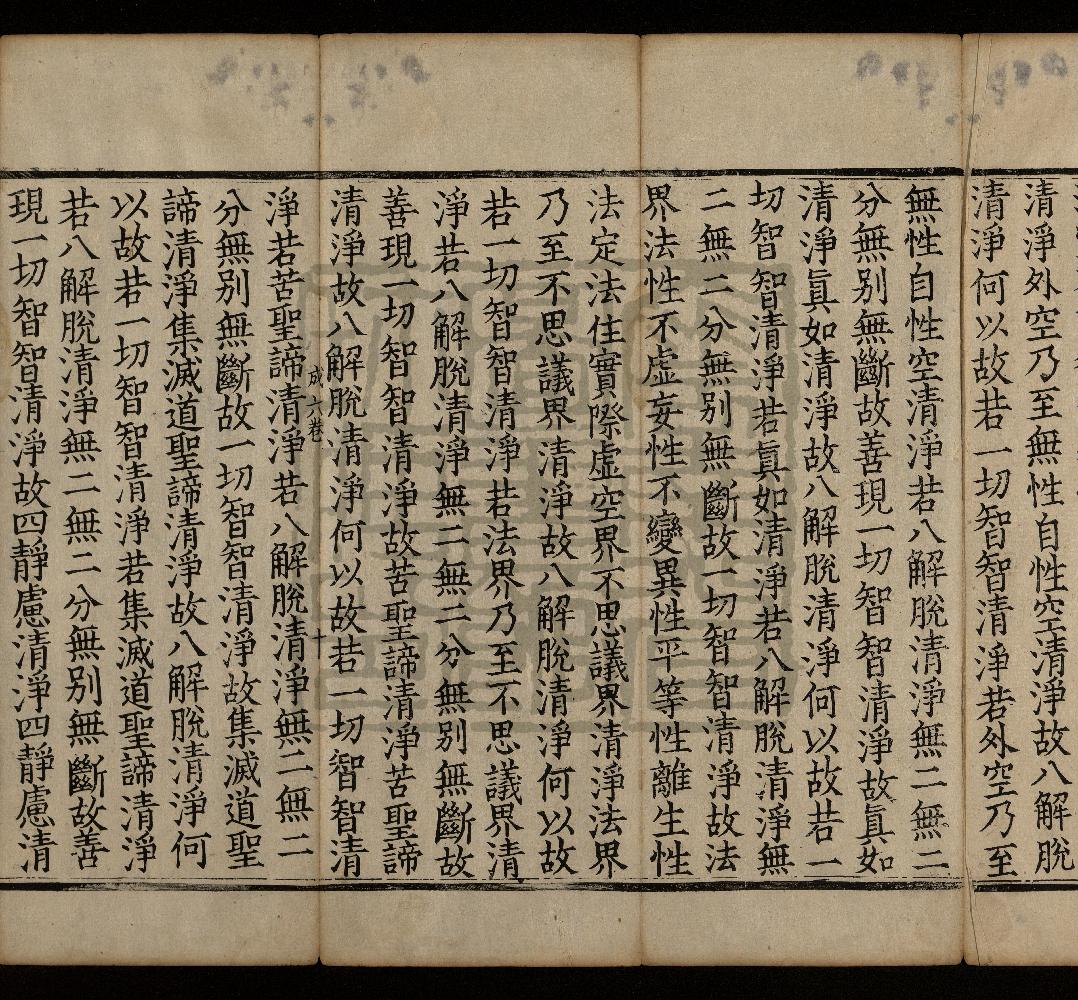 清淨外空乃至無性自性空清淨故八解脫
清淨何以故若一切智智清淨若外空乃至
無性自性空清淨若八解脫清淨無二無二
分無別無斷故善現一切智智清淨故眞如
清淨眞如清淨故八解脫清淨何以故若一
切智智清淨若眞如清淨若八解脫清淨無
二無二分無別無斷故一切智智清淨故法
界法性不虛妄性不變異性平等性離生性
法定法住實際虛空界不思議界清淨法界
乃至不思議界清淨故八解脫清淨何以故
若一切智智清淨若法界乃至不思議界清
淨若八解脫清淨無二無二分無別無斷故
善現一切智智清淨故苦聖諦清淨苦聖諦
清淨故八解脫清淨何以故若一切智智清
成六卷 十
淨若苦聖諦清淨若八解脫清淨無二無二
分無別無斷故一切智智清淨故集滅道聖
諦清淨集滅道聖諦清淨故八解脫清淨何
以故若一切智智清淨若集滅道聖諦清淨
若八解脫清淨無二無二分無別無斷故善
現一切智智清淨故四靜慮清淨四靜慮清